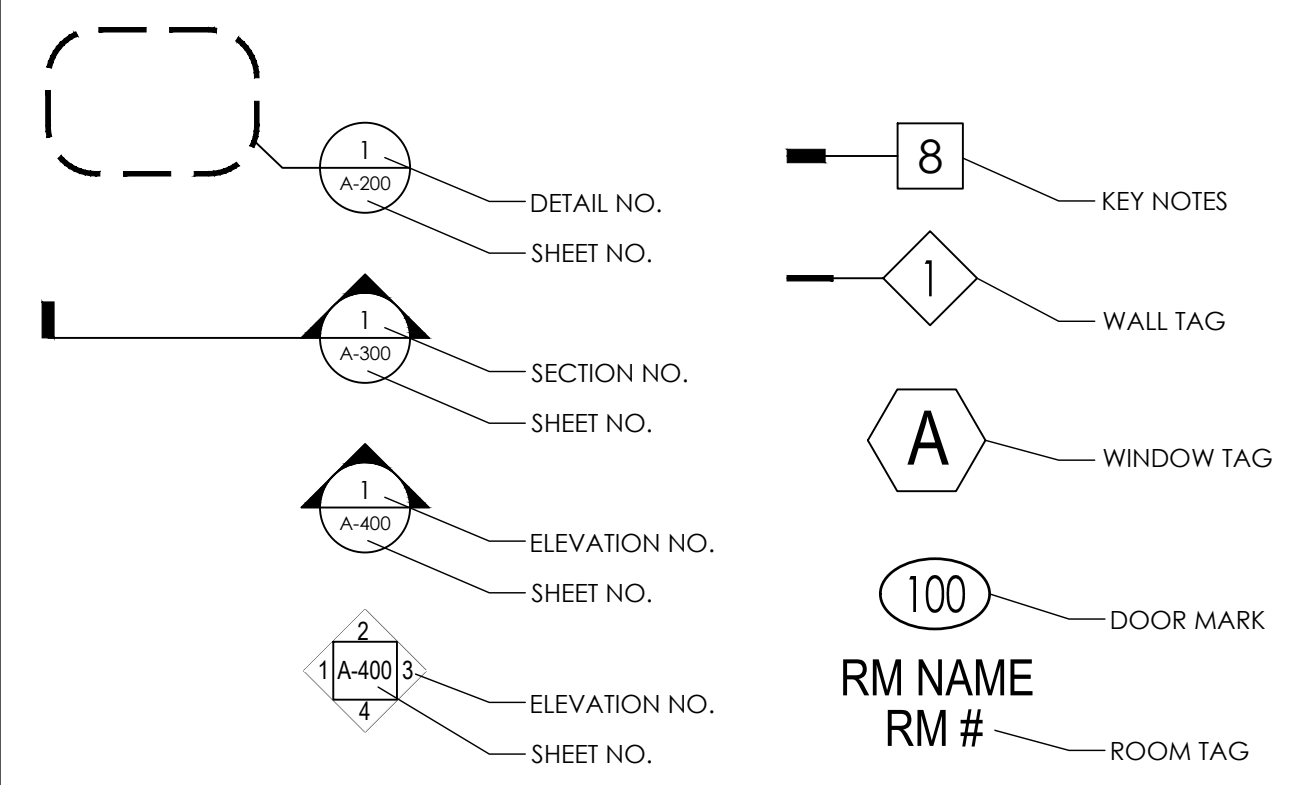 1
A-200
DETAIL NO.
SHEET NO.
1
A-300
SECTION NO.
SHEET NO.
1
A-400
ELEVATION NO.
SHEET NO.
2
1 A-400 3
4
ELEVATION NO.
SHEET NO.
8
KEY NOTES
1
WALL TAG
A
WINDOW TAG
100
DOOR MARK
RM NAME
RM #
ROOM TAG